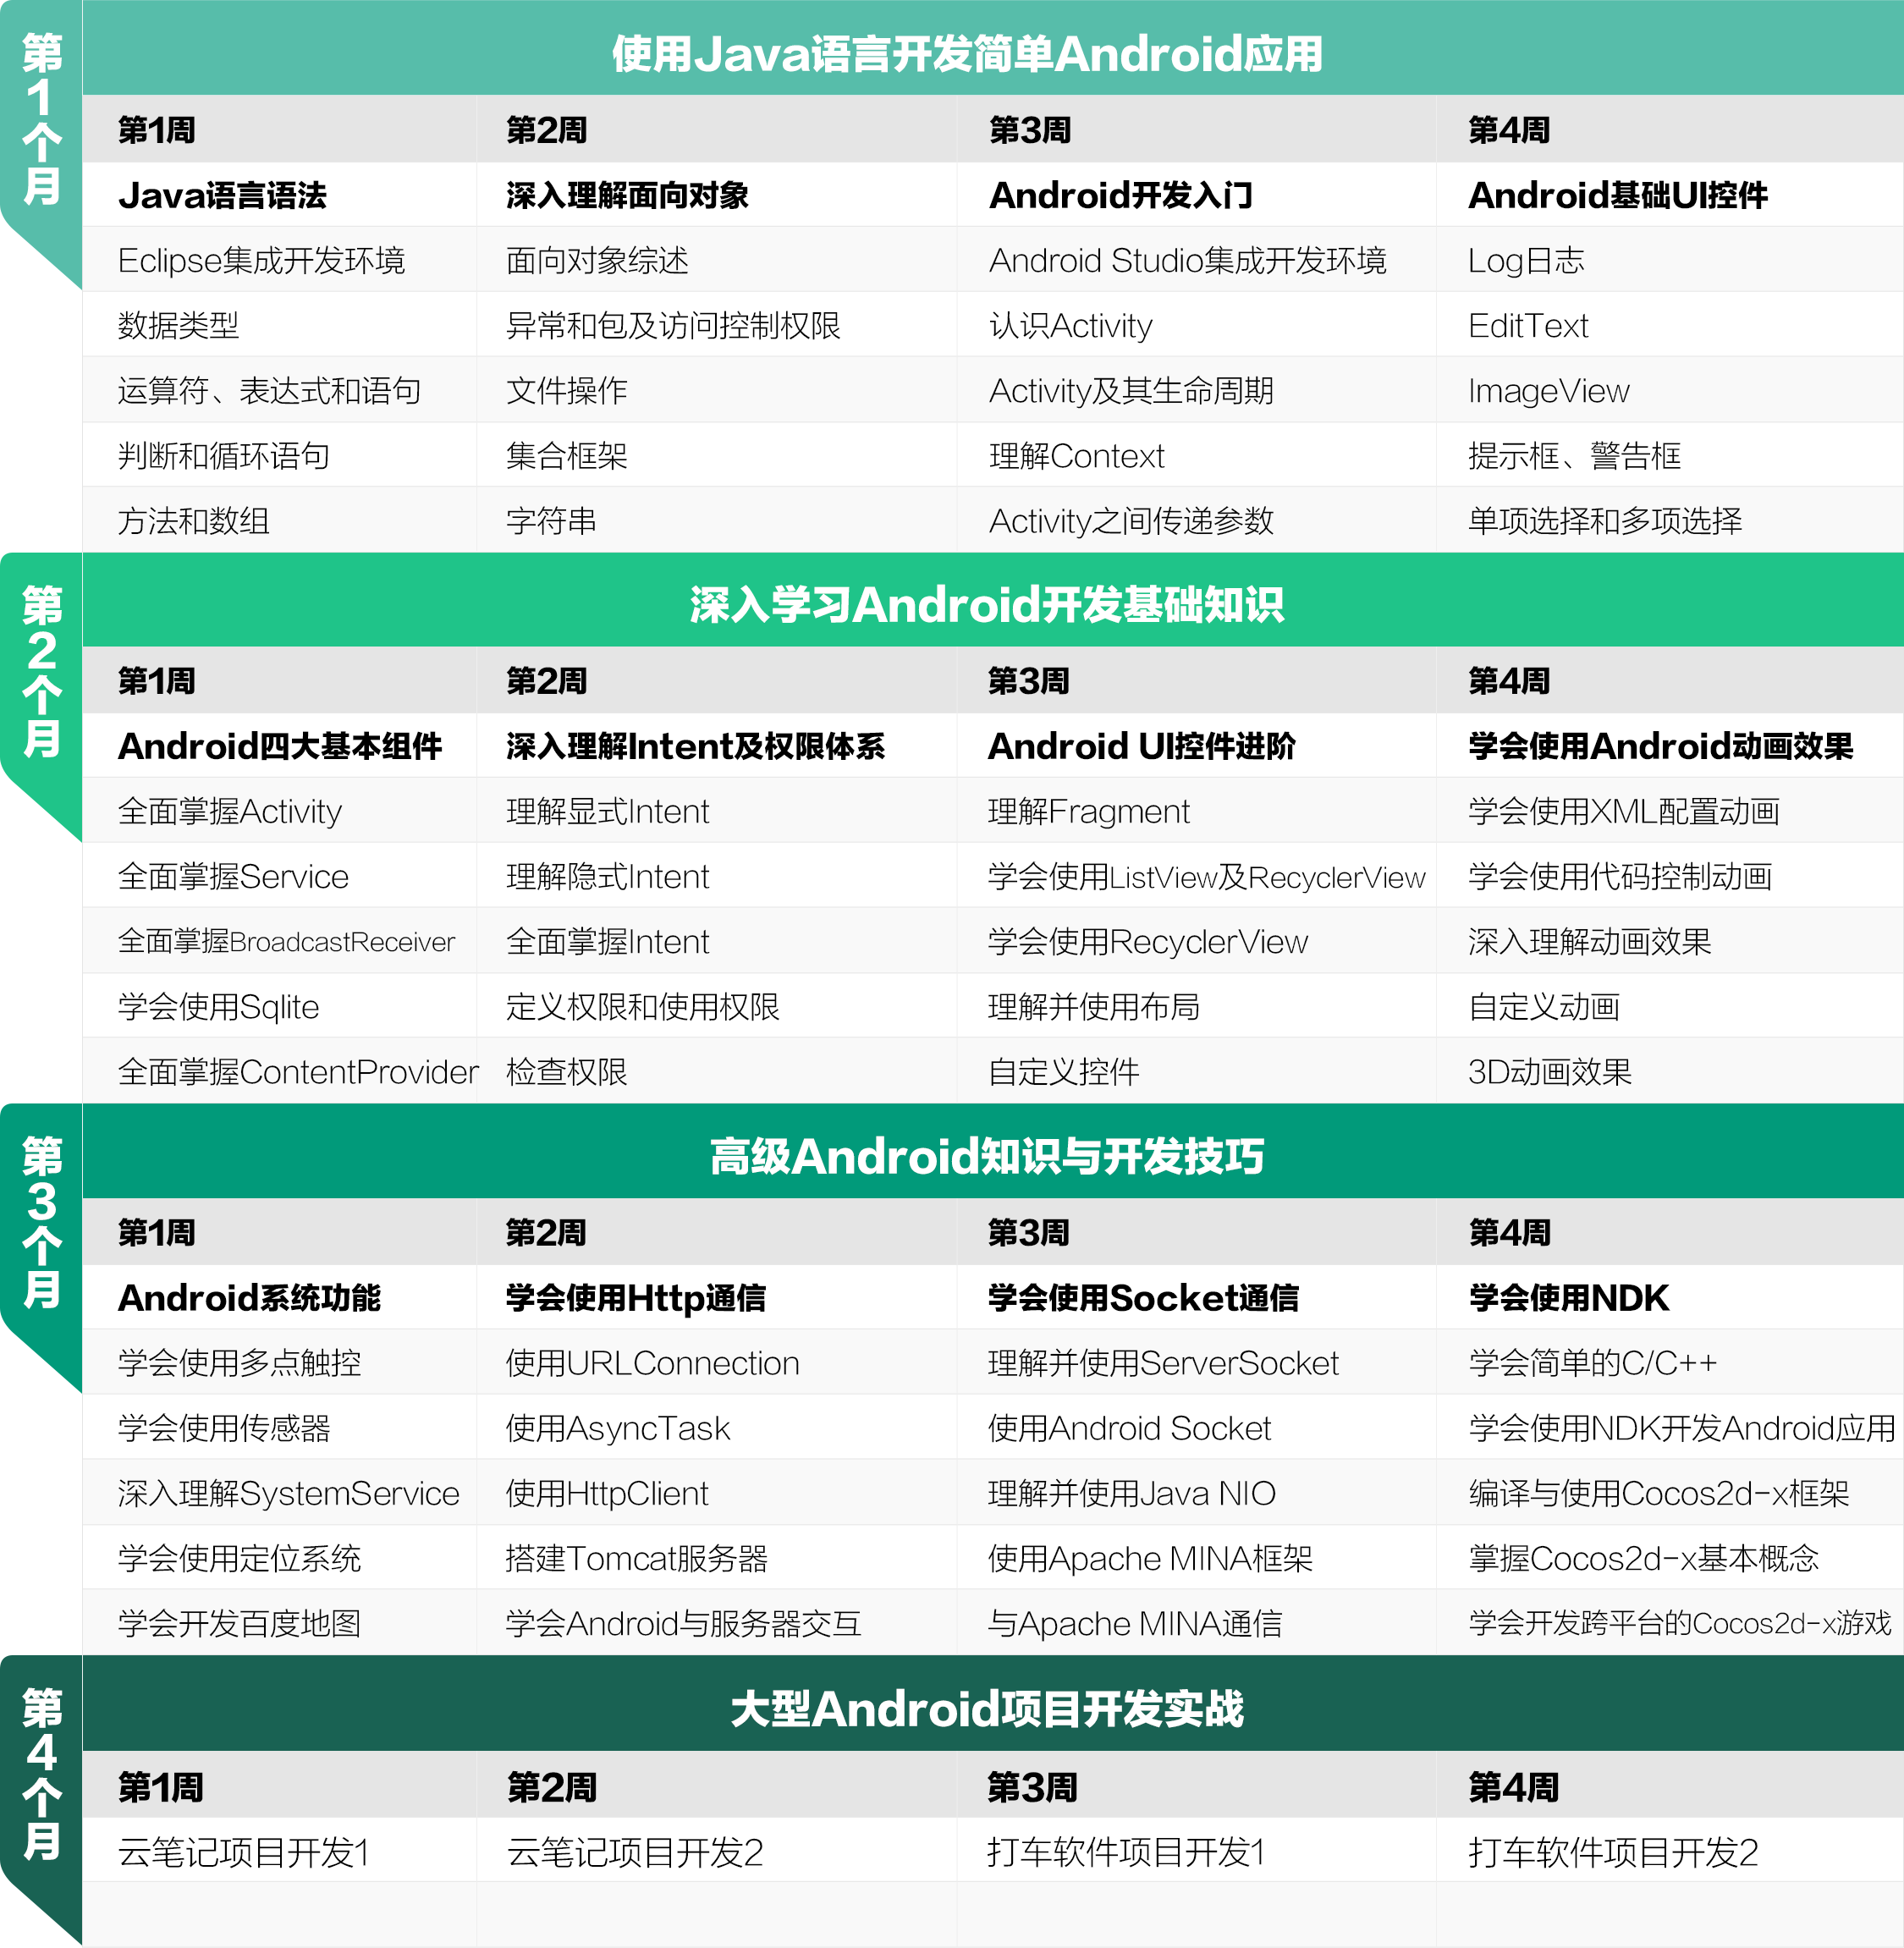 第1个月
使用Java语言开发简单Android应用
第1周 第2周 第3周 第4周
Java语言语法 深入理解面向对象 Android开发入门 Android基础UI控件
Eclipse集成开发环境 面向对象综述 Android Studio集成开发环境 Log日志
数据类型 异常和包及访问控制权限 认识Activity EditText
运算符、表达式和语句 文件操作 Activity及其生命周期 ImageView
判断和循环语句 集合框架 理解Context 提示框、警告框
方法和数组 字符串 Activity之间传递参数 单项选择和多项选择
第2个月
深入学习Android开发基础知识
第1周 第2周 第3周 第4周
Android四大基本组件 深入理解Intent及权限体系 Android UI控件进阶 学会使用Android动画效果
全面掌握Activity 理解显式Intent 理解Fragment 学会使用XML配置动画
全面掌握Service 理解隐式Intent 学会使用ListView及RecyclerView 学会使用代码控制动画
全面掌握BroadcastReceiver 全面掌握Intent 学会使用RecyclerView 深入理解动画效果
学会使用Sqlite 定义权限和使用权限 理解并使用布局 自定义动画
全面掌握ContentProvider 检查权限 自定义控件 3D动画效果
第3个月
高级Android知识与开发技巧
第1周 第2周 第3周 第4周
Android系统功能 学会使用Http通信 学会使用Socket通信 学会使用NDK
学会使用多点触控 使用URLConnection 理解并使用ServerSocket 学会简单的C/C++
学会使用传感器 使用AsyncTask 使用Android Socket 学会使用NDK开发Android应用
深入理解SystemService 使用HttpClient 理解并使用Java NIO 编译与使用Cocos2d-x框架
学会使用定位系统 搭建Tomcat服务器 使用Apache MINA框架 掌握Cocos2d-x基本概念
学会开发百度地图 学会Android与服务器交互 与Apache MINA通信 学会开发跨平台的Cocos2d-x游戏
第4个月
大型Android项目开发实战
第1周 第2周 第3周 第4周
云笔记项目开发1 云笔记项目开发2 打车软件项目开发1 打车软件项目开发2